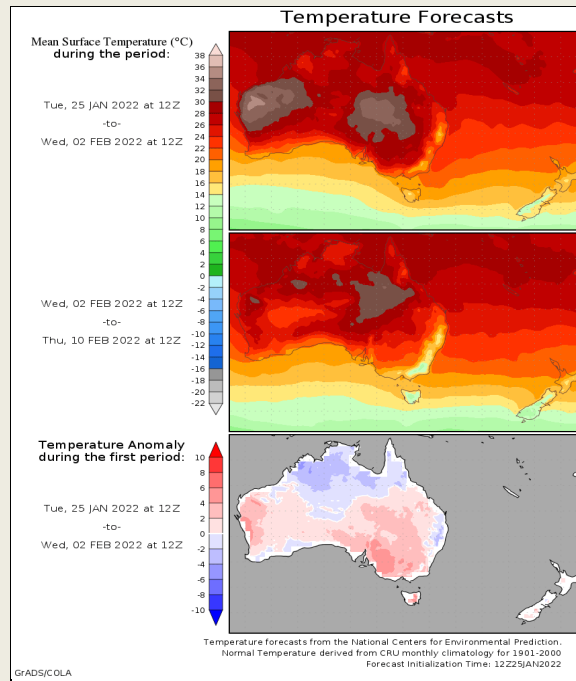 Temperature Forecasts
Mean Surface Temperature (°C)
during the period:
Tue, 25 JAN 2022 at 12Z
-to-
Wed, 02 FEB 2022 at 12Z
38
36
34
32
30
28
26
24
22
20
18
16
14
12
10
8
6
4
2
0
-2
-4
-6
-8
-10
-12
-14
-16
-18
-20
-22
Wed, 02 FEB 2022 at 12Z
-to-
Thu, 10 FEB 2022 at 12Z
Temperature Anomaly
during the first period:
Tue, 25 JAN 2022 at 12Z
-to-
Wed, 02 FEB 2022 at 12Z
10
8
6
4
2
0
-2
-4
-6
-8
-10
Temperature forecasts from the National Centers for Environmental Prediction.
Normal Temperature derived from CRU monthly climatology for 1901-2000
Forecast Initialization Time: 12Z25JAN2022
GrADS/COLA